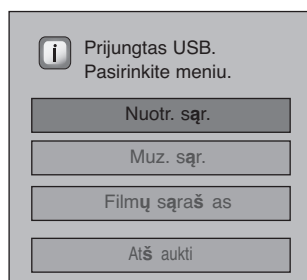 Prijungtas USB.
Pasirinkite meniu.
Nuotr. sąr.
Muz. sąr.
Filmų sąraš as
Atš aukti